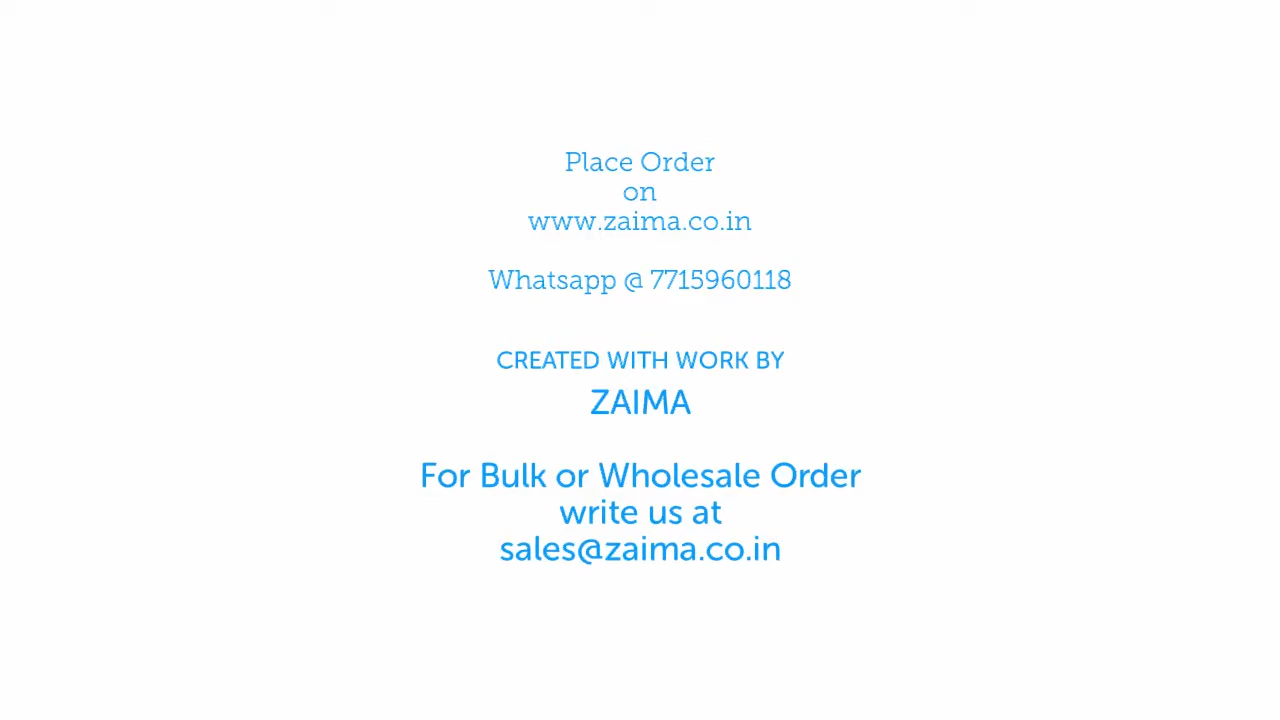 Place Order
on
www.zaima.co.in
Whatsapp @ 7715960118
CREATED WITH WORK BY
ZAIMA
For Bulk or Wholesale Order
write us at
sales@zaima.co.in